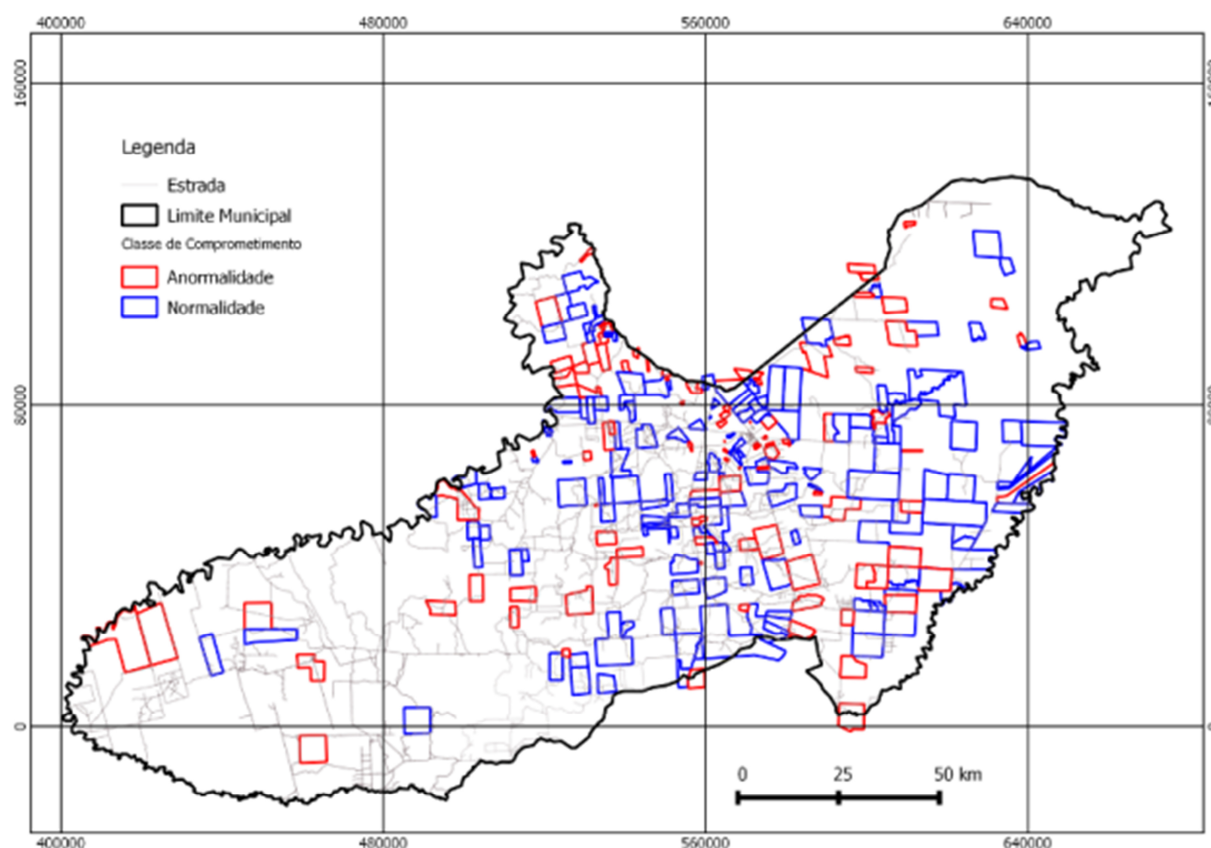 400000 480000 560000 640000
160000
Legenda
Estrada
Limite Municipal
Classe de Comprometimento
Anormalidade
Normalidade
80000
0
0 25 50 km
400000 480000 560000 640000